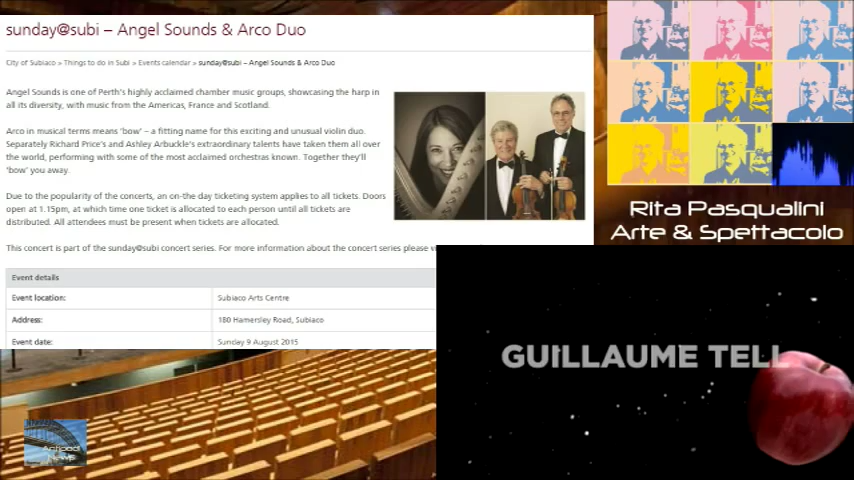 sunday@subi – Angel Sounds & Arco Duo
City of Subiaco > Things to do in Subi > Events calendar > sunday@subi – Angel Sounds & Arco Duo
Angel Sounds is one of Perth's highly acclaimed chamber music groups, showcasing the harp in
all its diversity, with music from the Americas, France and Scotland.
Arco in musical terms means 'bow' – a fitting name for this exciting and unusual violin duo.
Separately Richard Price's and Ashley Arbuckle's extraordinary talents have taken them all over
the world, performing with some of the most acclaimed orchestras known. Together they'll
'bow' you away.
Due to the popularity of the concerts, an on-the day ticketing system applies to all tickets. Doors
open at 1.15pm, at which time one ticket is allocated to each person until all tickets are
distributed. All attendees must be present when tickets are allocated.
This concert is part of the sunday@subi concert series. For more information about the concert series please
Event details
Event location: Subiaco Arts Centre
Address: 180 Hamersley Road, Subiaco
Event date: Sunday 9 August 2015
Rita Pasqualini
Arte & Spettacolo
GUILLAUME TELL
News